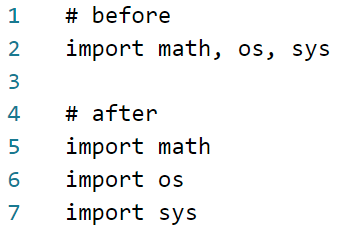 1 # before
2 import math, os, sys
3
4 # after
5 import math
6 import os
7 import sys